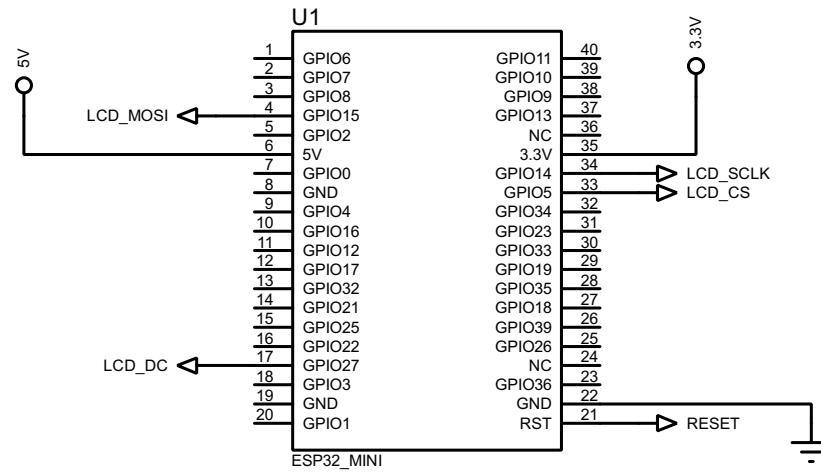 U1
5V
3.3V
1 GPIO6 GPIO11 40
2 GPIO7 GPIO10 39
3 GPIO8 GPIO9 38
LCD_MOSI 4 GPIO15 GPIO13 37
5 GPIO2 NC 36
6 5V 3.3V 35
7 GPIO0 GPIO14 34 LCD_SCLK
8 GND GPIO5 33 LCD_CS
9 GPIO4 GPIO34 32
10 GPIO16 GPIO23 31
11 GPIO12 GPIO33 30
12 GPIO17 GPIO19 29
13 GPIO32 GPIO35 28
14 GPIO21 GPIO18 27
15 GPIO25 GPIO39 26
16 GPIO22 GPIO26 25
LCD_DC 17 GPIO27 NC 24
18 GPIO3 GPIO36 23
19 GND GND 22
20 GPIO1 RST 21 RESET
ESP32_MINI